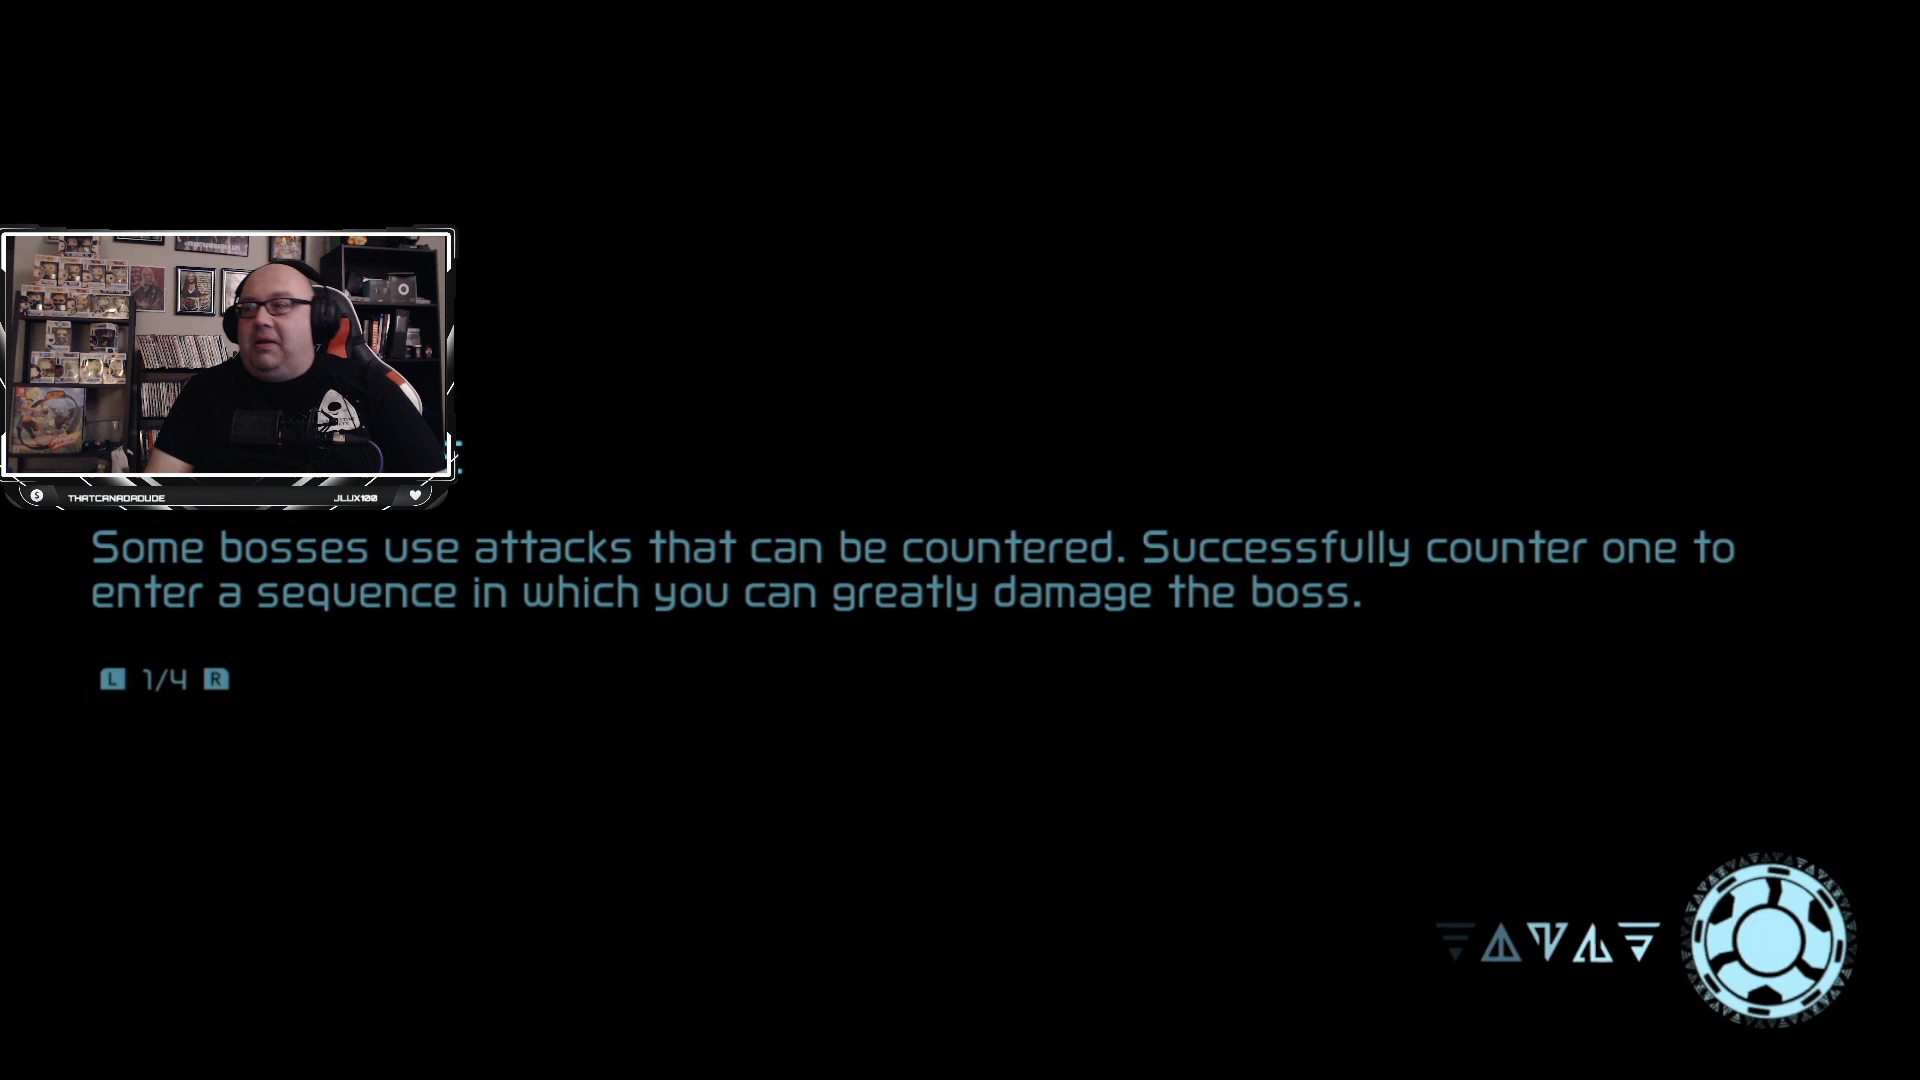 THATCANADADUDE
JLUX100
Some bosses use attacks that can be countered. Successfully counter one to
enter a sequence in which you can greatly damage the boss.
L 1/4 R